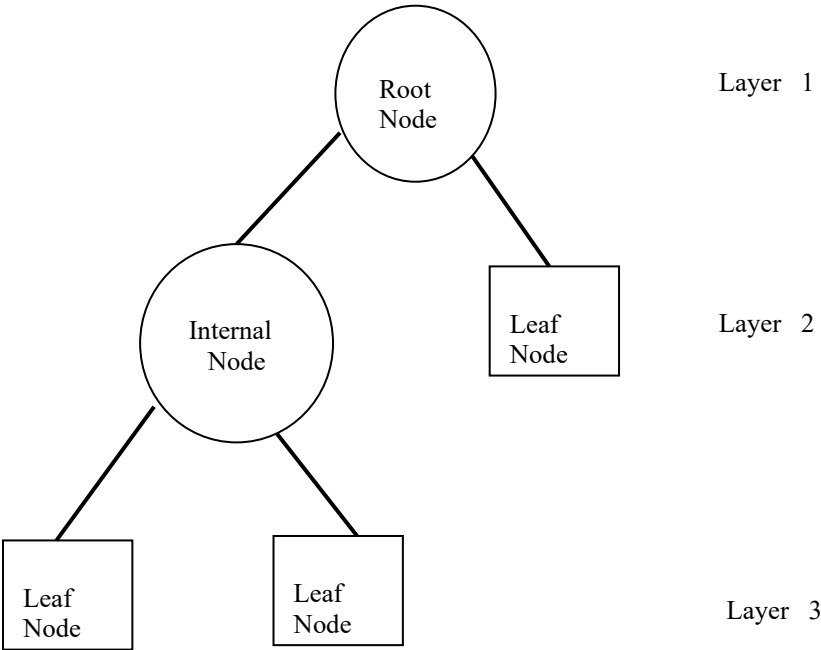 Root
Node
Layer 1
Internal
Node
Leaf
Node
Layer 2
Leaf
Node
Leaf
Node
Layer 3